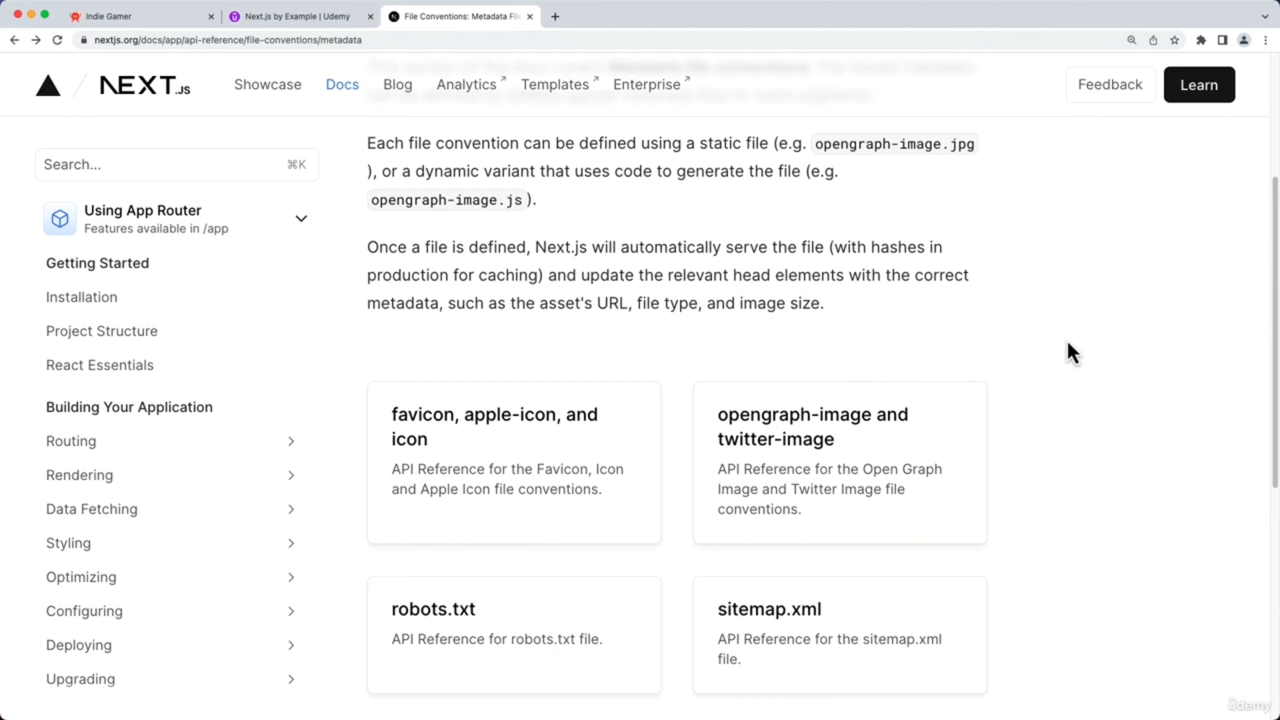 Indie Gamer
Next.js by Example | Udemy
File Conventions: Metadata Fil
nextjs.org/docs/app/api-reference/file-conventions/metadata
NEXT.JS
Showcase
Docs
Blog
Analytics ↗
Templates ↗
Enterprise ↗
Feedback
Learn
Search...
⌘K
Using App Router
Features available in /app
Getting Started
Installation
Project Structure
React Essentials
Building Your Application
Routing
Rendering
Data Fetching
Styling
Optimizing
Configuring
Deploying
Upgrading
Each file convention can be defined using a static file (e.g. opengraph-image.jpg
), or a dynamic variant that uses code to generate the file (e.g.
opengraph-image.js ).
Once a file is defined, Next.js will automatically serve the file (with hashes in
production for caching) and update the relevant head elements with the correct
metadata, such as the asset's URL, file type, and image size.
favicon, apple-icon, and
icon
API Reference for the Favicon, Icon
and Apple Icon file conventions.
opengraph-image and
twitter-image
API Reference for the Open Graph
Image and Twitter Image file
conventions.
robots.txt
API Reference for robots.txt file.
sitemap.xml
API Reference for the sitemap.xml
file.
ûdemy